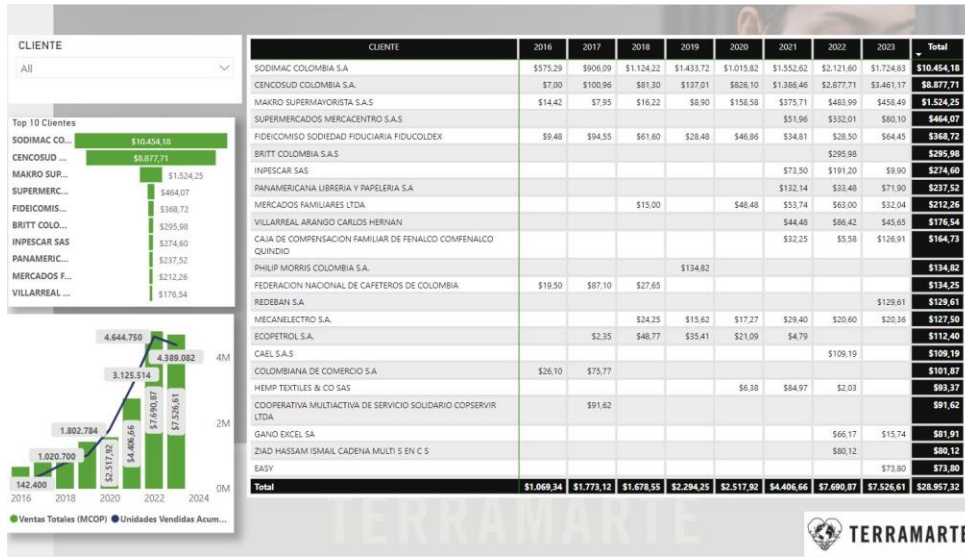 CLIENTE
All
Top 10 Clientes
SODIMAC CO... $10.454,18
CENCOSUD ... $8.877,71
MAKRO SUP... $1.524,25
SUPERMERC... $464,07
FIDEICOMIS... $368,72
BRITT COLO... $295,98
INPESCAR SAS $274,60
PANAMERIC... $237,52
MERCADOS F... $212,26
VILLARREAL ... $176,54
4.644.750
4.389.082
4M
3.125.514
1.802.784
2M
1.020.700
142.400
$2.517,92
$4.406,66
$7.690,87
$7.526,61
0M
2016 2018 2020 2022 2024
Ventas Totales (MCOP) Unidades Vendidas Acum...
CLIENTE 2016 2017 2018 2019 2020 2021 2022 2023 Total
SODIMAC COLOMBIA S.A $575,29 $906,09 $1.124,22 $1.433,72 $1.015,82 $1.552,62 $2.121,60 $1.724,83 $10.454,18
CENCOSUD COLOMBIA S.A. $7,00 $100,96 $81,30 $137,01 $826,10 $1.386,46 $2.877,71 $3.461,17 $8.877,71
MAKRO SUPERMAYORISTA S.A.S $14,42 $7,95 $16,22 $8,90 $158,58 $375,71 $483,99 $458,49 $1.524,25
SUPERMERCADOS MERCACENTRO S.A.S $51,96 $332,01 $80,10 $464,07
FIDEICOMISO SODIEDAD FIDUCIARIA FIDUCOLDEX $9,48 $94,55 $61,60 $28,48 $46,86 $34,81 $28,50 $64,45 $368,72
BRITT COLOMBIA S.A.S $295,98 $295,98
INPESCAR SAS $73,50 $191,20 $9,90 $274,60
PANAMERICANA LIBRERIA Y PAPELERIA S.A $132,14 $33,48 $71,90 $237,52
MERCADOS FAMILIARES LTDA $15,00 $48,48 $53,74 $63,00 $32,04 $212,26
VILLARREAL ARANGO CARLOS HERNAN $44,48 $86,42 $45,65 $176,54
CAJA DE COMPENSACION FAMILIAR DE FENALCO COMFENALCO
QUINDIO $32,25 $5,58 $126,91 $164,73
PHILIP MORRIS COLOMBIA S.A. $134,82 $134,82
FEDERACION NACIONAL DE CAFETEROS DE COLOMBIA $19,50 $87,10 $27,65 $134,25
REDEBAN S.A $129,61 $129,61
MECANELECTRO S.A. $24,25 $15,62 $17,27 $29,40 $20,60 $20,36 $127,50
ECOPETROL S.A. $2,35 $48,77 $35,41 $21,09 $4,79 $112,40
CAEL S.A.S $109,19 $109,19
COLOMBIANA DE COMERCIO S.A $26,10 $75,77 $101,87
HEMP TEXTILES & CO SAS $6,38 $84,97 $2,03 $93,37
COOPERATIVA MULTIACTIVA DE SERVICIO SOLIDARIO COPSERVIR
LTDA $91,62 $91,62
GANO EXCEL SA $66,17 $15,74 $81,91
ZIAD HASSAM ISMAIL CADENA MULTI S EN C S $80,12 $80,12
EASY $73,80 $73,80
Total $1.069,34 $1.773,12 $1.678,55 $2.294,25 $2.517,92 $4.406,66 $7.690,87 $7.526,61 $28.957,32
TERRAMARTE
TERRAMARTE